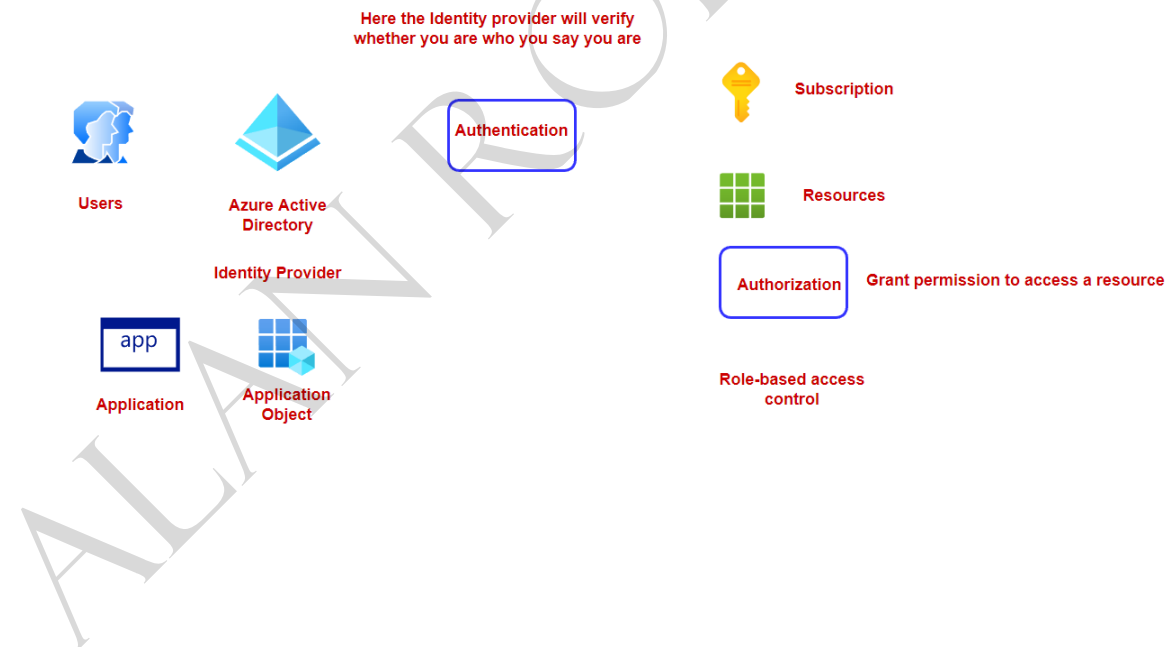 Here the Identity provider will verify
whether you are who you say you are
Subscription
Authentication
Users
Azure Active
Directory
Resources
Identity Provider
Authorization
Grant permission to access a resource
app
Application
Application
Object
Role-based access
control
ALAN RO